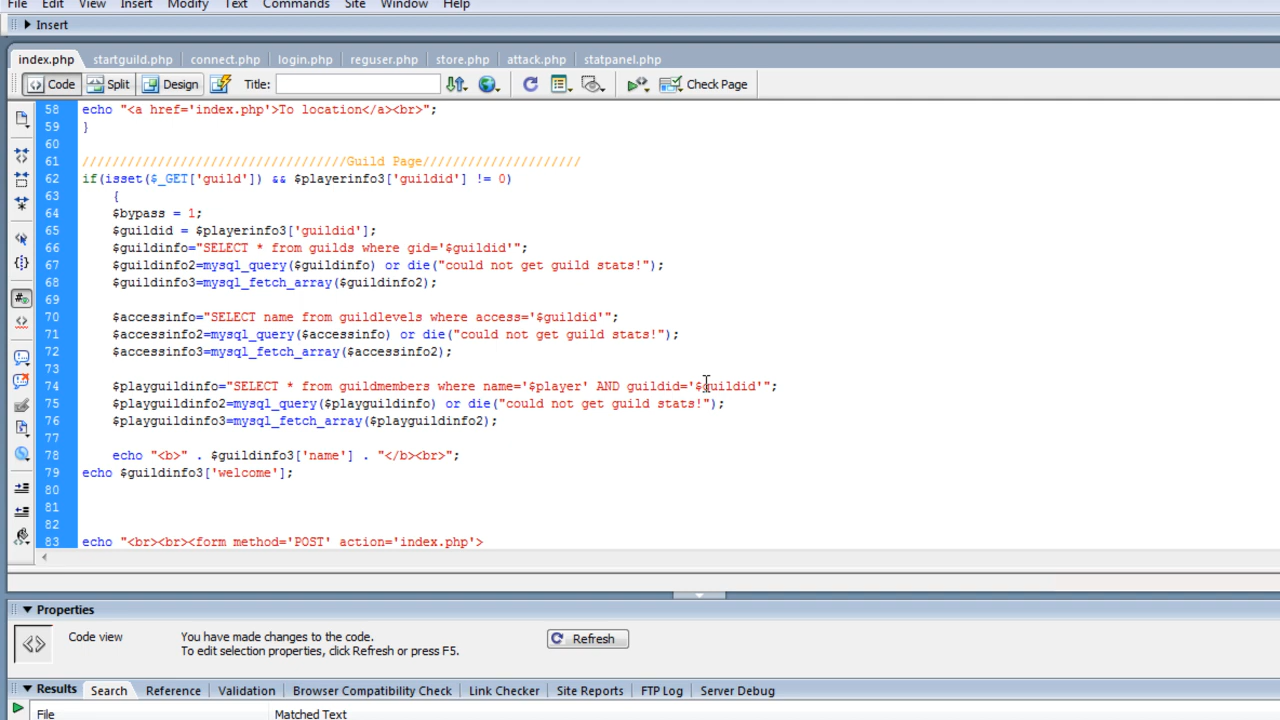 File Edit View Insert Modify Text Commands Site Window Help
Insert
index.php startguild.php connect.php login.php reguser.php store.php attack.php statpanel.php
Code Split Design Title: Check Page
58 echo "<a href='index.php'>To location</a><br>";
59 }
60
61 ///////////////////////////////////Guild Page/////////////////////
62 if(isset($_GET['guild']) && $playerinfo3['guildid'] != 0)
63 {
64 $bypass = 1;
65 $guildid = $playerinfo3['guildid'];
66 $guildinfo="SELECT * from guilds where gid='$guildid'";
67 $guildinfo2=mysql_query($guildinfo) or die("could not get guild stats!");
68 $guildinfo3=mysql_fetch_array($guildinfo2);
69
70 $accessinfo="SELECT name from guildlevels where access='$guildid'";
71 $accessinfo2=mysql_query($accessinfo) or die("could not get guild stats!");
72 $accessinfo3=mysql_fetch_array($accessinfo2);
73
74 $playguildinfo="SELECT * from guildmembers where name='$player' AND guildid='$guildid'";
75 $playguildinfo2=mysql_query($playguildinfo) or die("could not get guild stats!");
76 $playguildinfo3=mysql_fetch_array($playguildinfo2);
77
78 echo "<b>" . $guildinfo3['name'] . "</b><br>";
79 echo $guildinfo3['welcome'];
80
81
82
83 echo "<br><br><form method='POST' action='index.php'>
Properties
Code view You have made changes to the code. Refresh
To edit selection properties, click Refresh or press F5.
Results Search Reference Validation Browser Compatibility Check Link Checker Site Reports FTP Log Server Debug
File Matched Text